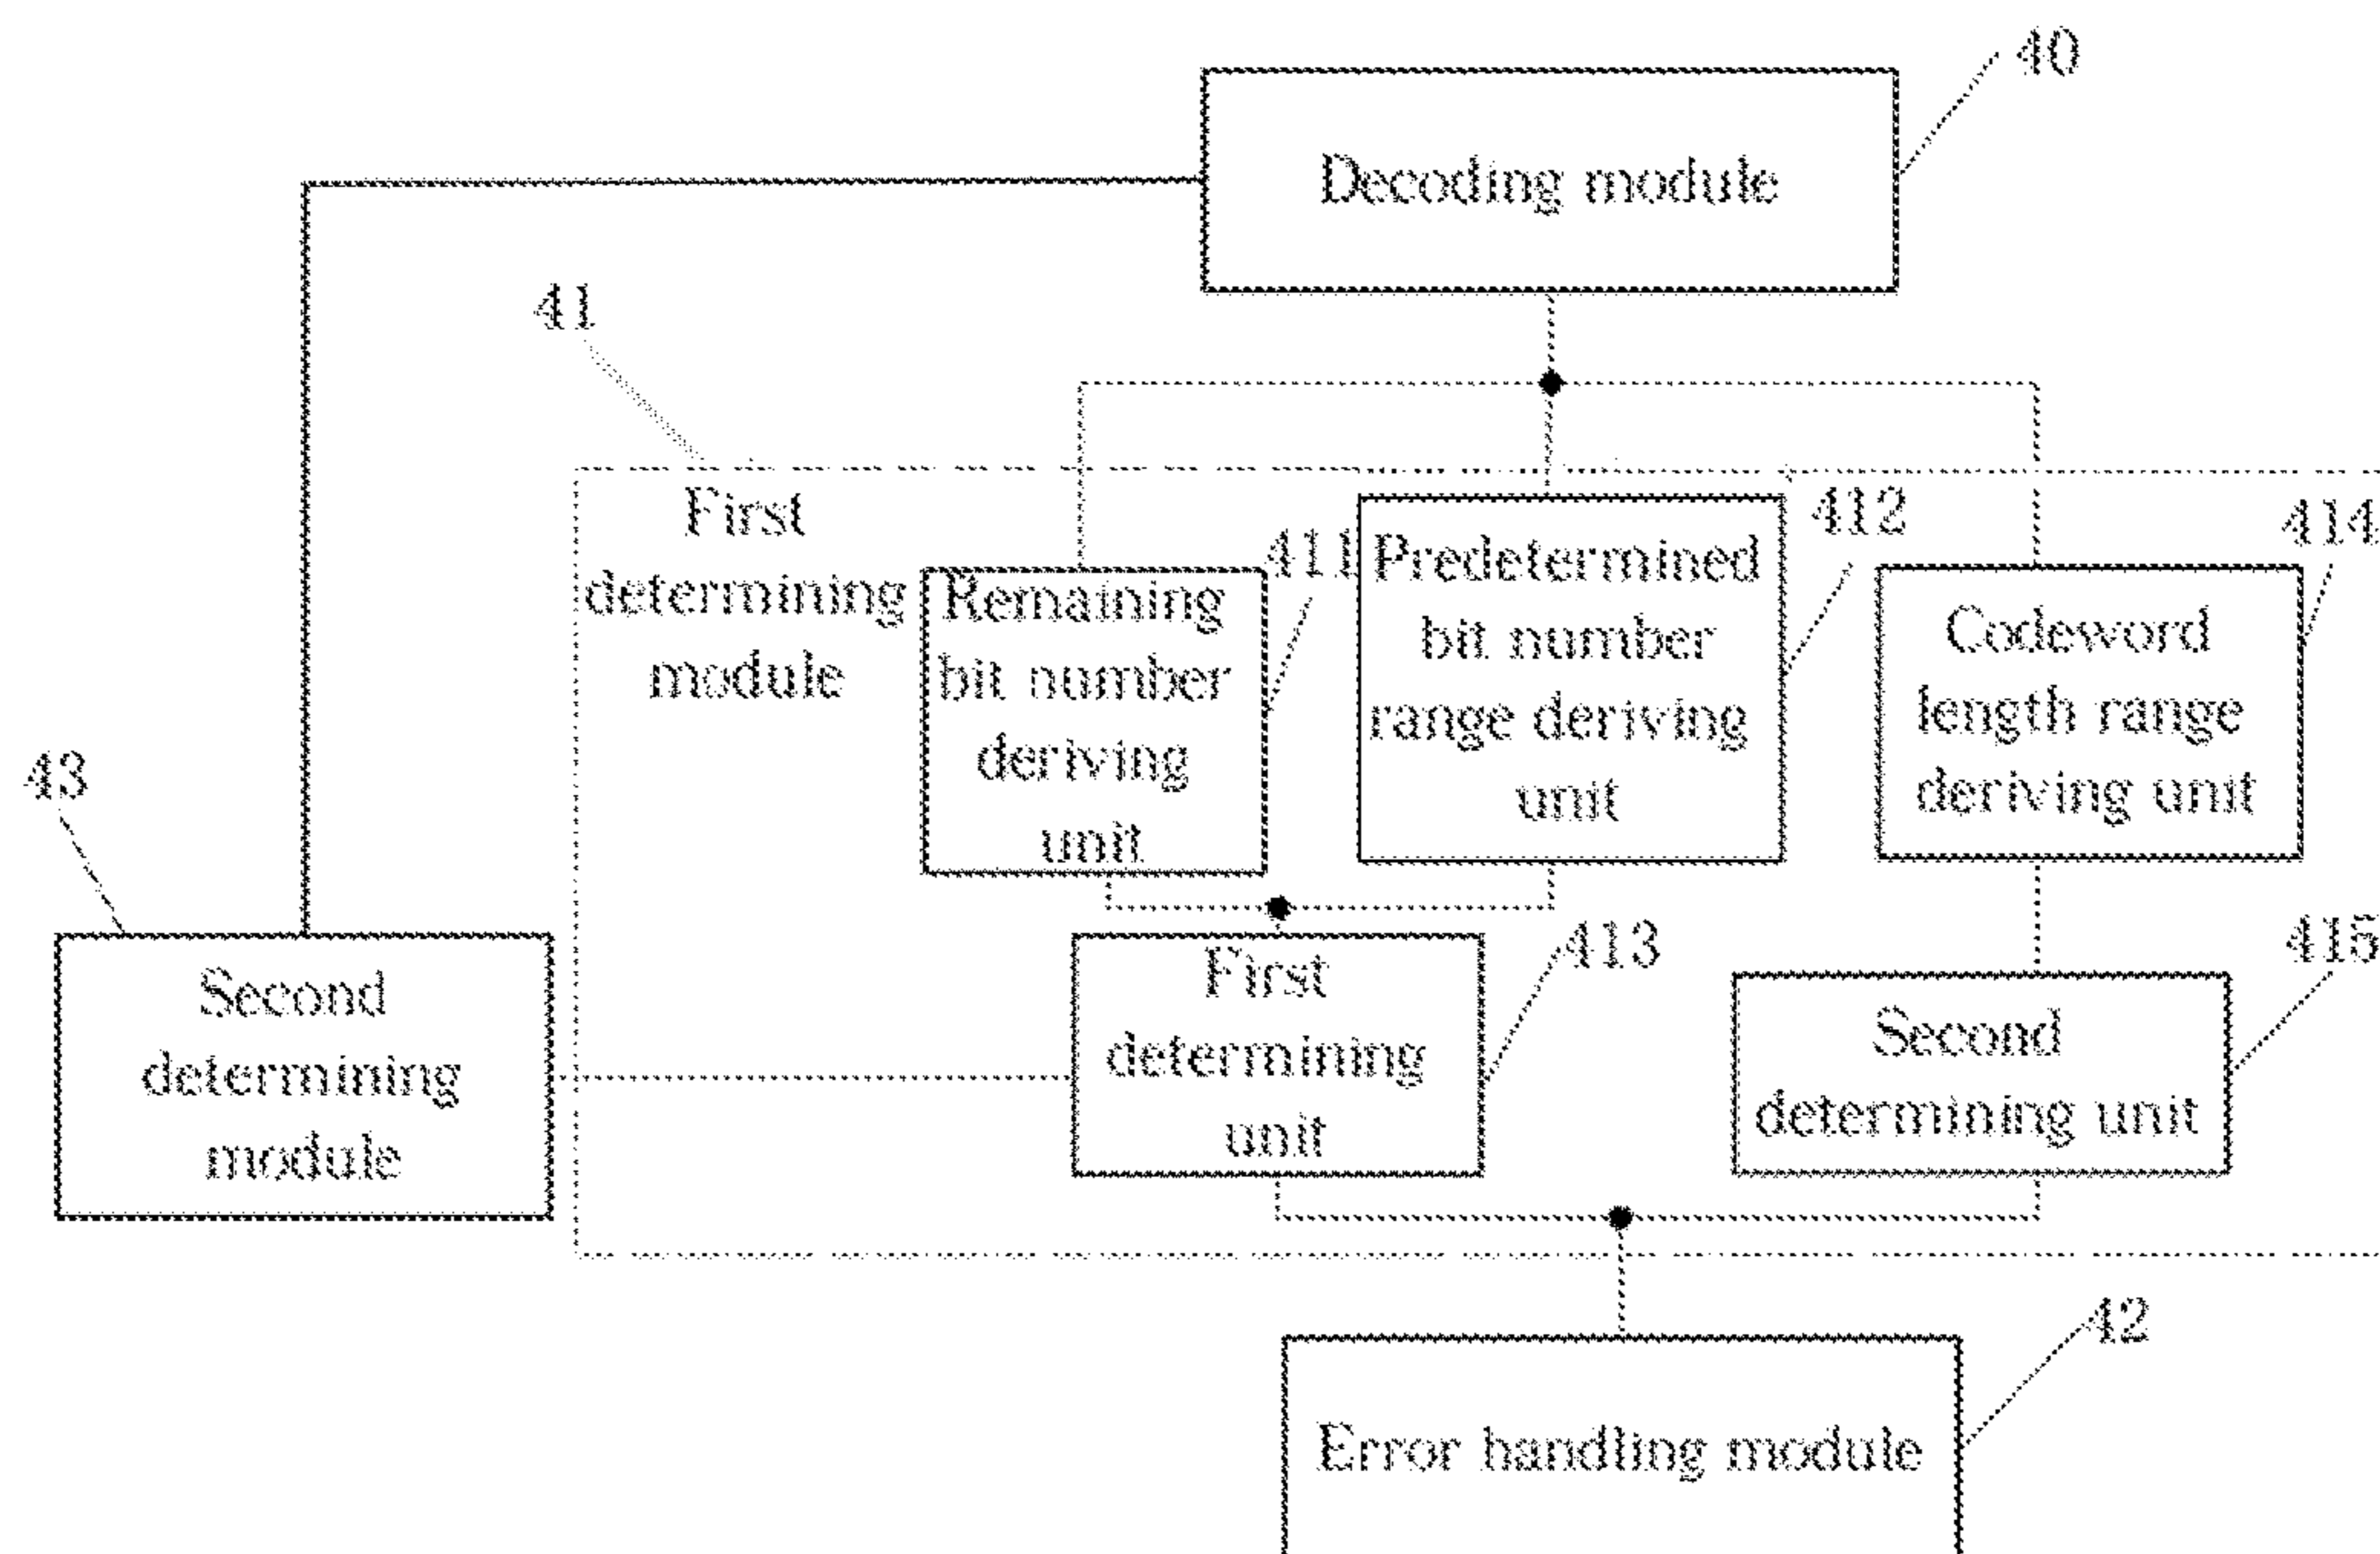 40
Decoding module
41
First
determining
module
411
Remaining
bit number
deriving
unit
412
Predetermined
bit number
range deriving
unit
414
Codeword
length range
deriving unit
43
Second
determining
module
413
First
determining
unit
415
Second
determining unit
42
Error handling module